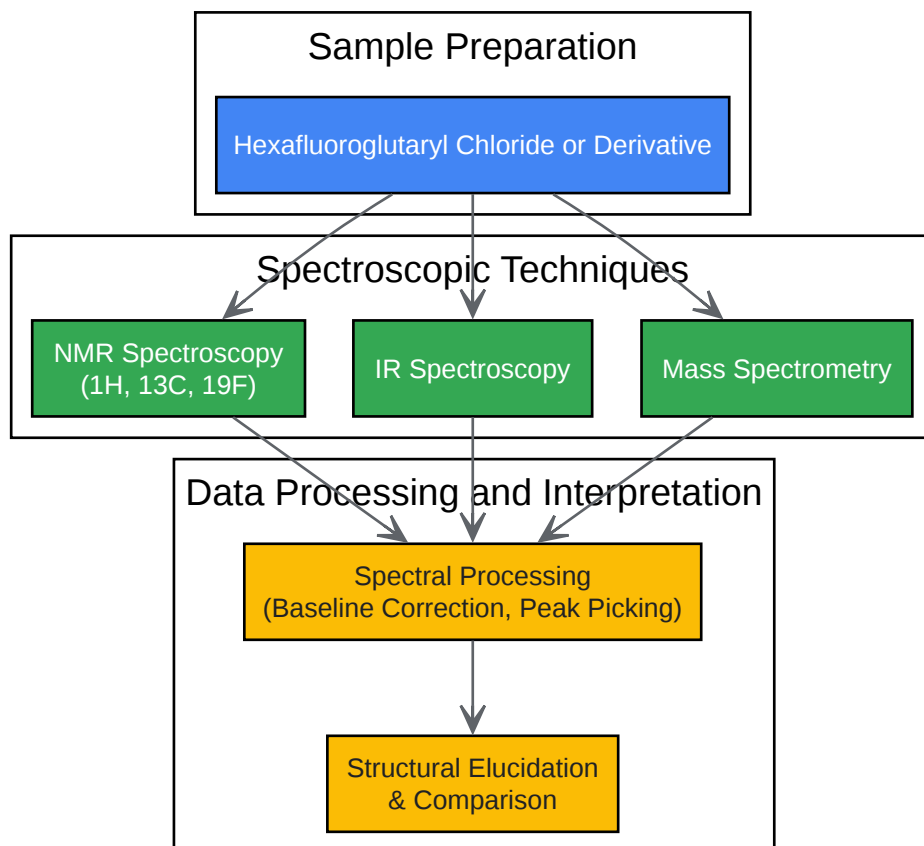 Sample Preparation
Hexafluoroglutaryl Chloride or Derivative
Spectroscopic Techniques
NMR Spectroscopy
(1H, 13C, 19F)
IR Spectroscopy
Mass Spectrometry
Data Processing and Interpretation
Spectral Processing
(Baseline Correction, Peak Picking)
Structural Elucidation
& Comparison